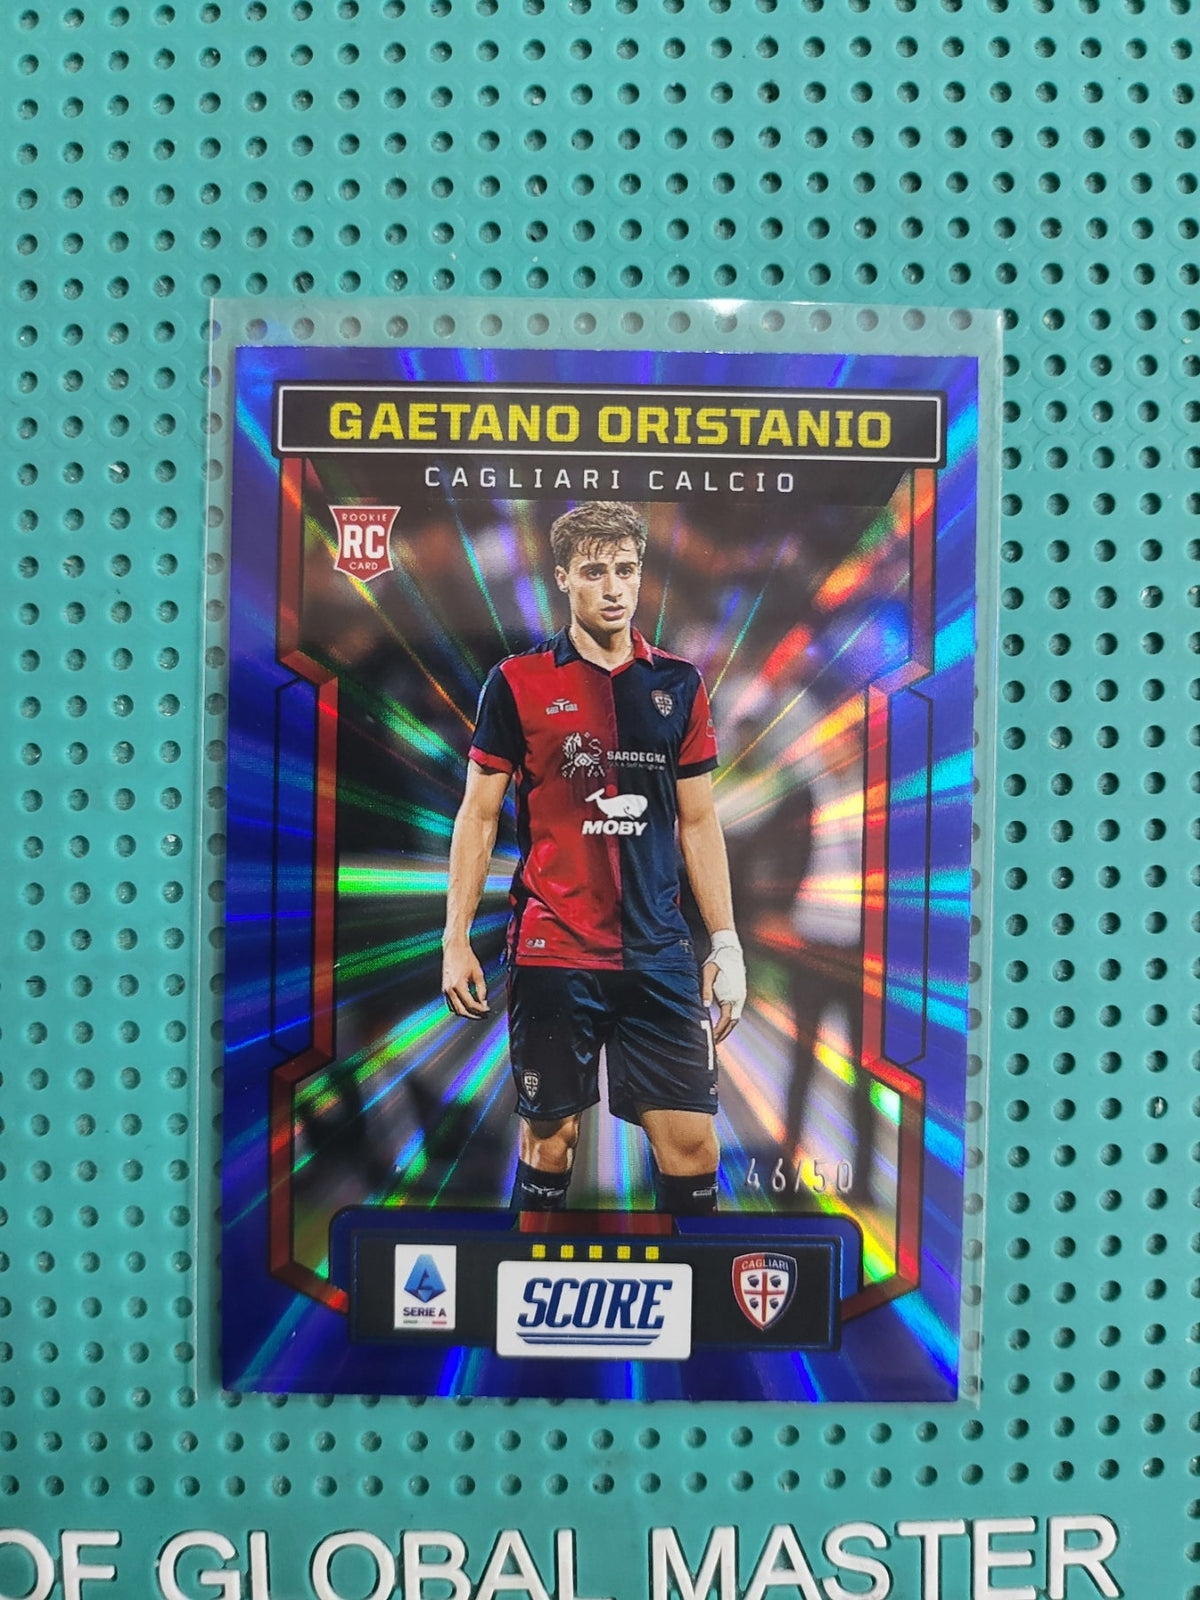 GAETANO ORISTANIO
CAGLIARI CALCIO
ROOKIE
RC
CARD
SARDEGNA
MOBY
46/50
SERIE A
SCORE
CAGLIARI
OF GLOBAL MASTER